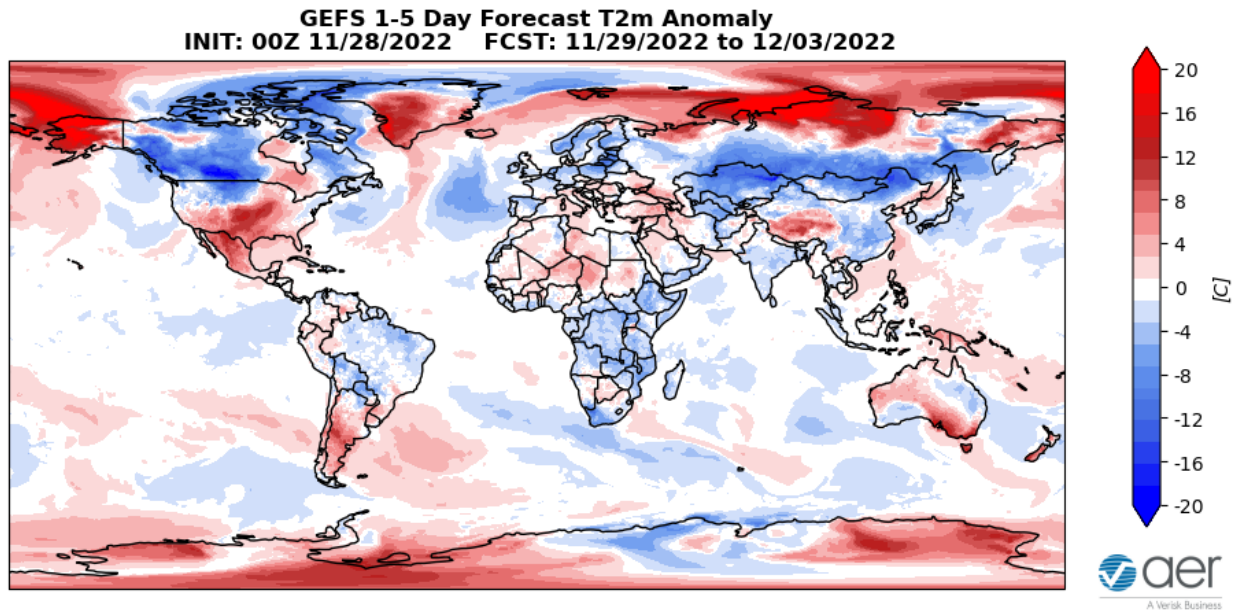 GEFS 1-5 Day Forecast T2m Anomaly
INIT: 00Z 11/28/2022 FCST: 11/29/2022 to 12/03/2022
20
16
12
8
4
0
-4
-8
-12
-16
-20
[C]
aer
A Verisk Business